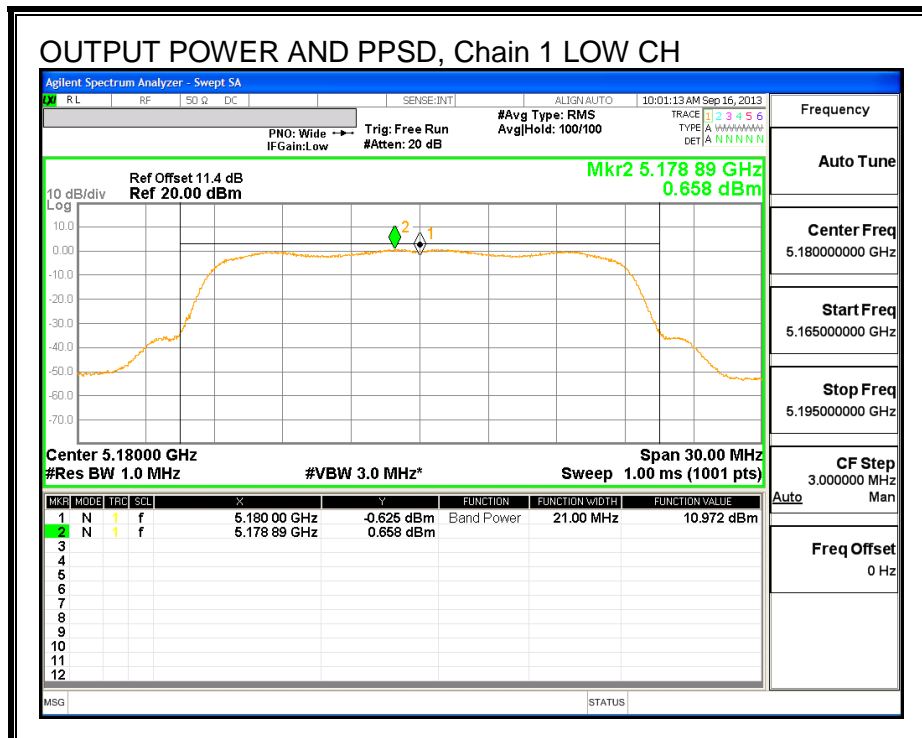 OUTPUT POWER AND PPSD, Chain 1 LOW CH
Agilent Spectrum Analyzer - Swept SA
LXI RL RF 50 Ω DC SENSE:INT ALIGN AUTO 10:01:13 AM Sep 16, 2013
PNO: Wide Trig: Free Run #Avg Type: RMS TRACE 1 2 3 4 5 6
IFGain:Low #Atten: 20 dB Avg|Hold: 100/100 TYPE A WWWWW
DET A N N N N N
Mkr2 5.178 89 GHz
0.658 dBm
Ref Offset 11.4 dB
10 dB/div Ref 20.00 dBm
Log
10.0
0.00
-10.0
-20.0
-30.0
-40.0
-50.0
-60.0
-70.0
2 1
Center 5.18000 GHz Span 30.00 MHz
#Res BW 1.0 MHz #VBW 3.0 MHz* Sweep 1.00 ms (1001 pts)
MKR MODE TRC SCL X Y FUNCTION FUNCTION WIDTH FUNCTION VALUE
1 N 1 f 5.180 00 GHz -0.625 dBm Band Power 21.00 MHz 10.972 dBm
2 N 1 f 5.178 89 GHz 0.658 dBm
3
4
5
6
7
8
9
10
11
12
MSG STATUS
Frequency
Auto Tune
Center Freq
5.180000000 GHz
Start Freq
5.165000000 GHz
Stop Freq
5.195000000 GHz
CF Step
3.000000 MHz
Auto Man
Freq Offset
0 Hz